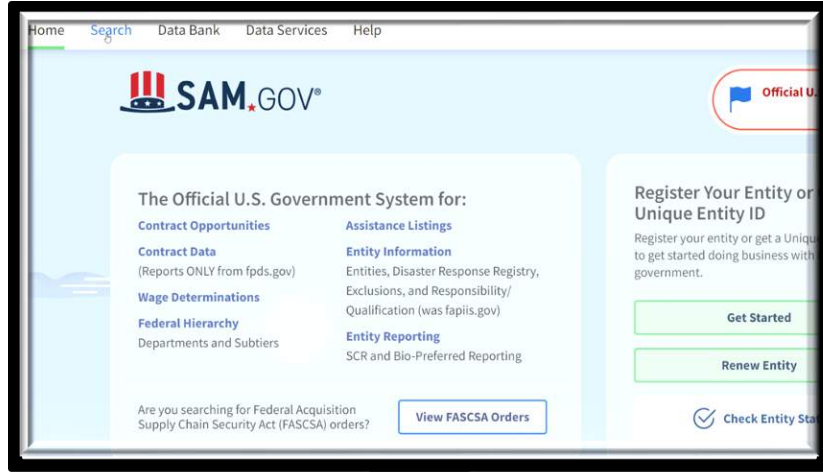 Home Search Data Bank Data Services Help
SAM.GOV®
Official U.
The Official U.S. Government System for:
Contract Opportunities
Contract Data
(Reports ONLY from fpds.gov)
Wage Determinations
Federal Hierarchy
Departments and Subtiers
Assistance Listings
Entity Information
Entities, Disaster Response Registry,
Exclusions, and Responsibility/
Qualification (was fapiis.gov)
Entity Reporting
SCR and Bio-Preferred Reporting
Are you searching for Federal Acquisition
Supply Chain Security Act (FASCSA) orders?
View FASCSA Orders
Register Your Entity or
Unique Entity ID
Register your entity or get a Uniqu
to get started doing business with
government.
Get Started
Renew Entity
Check Entity Sta